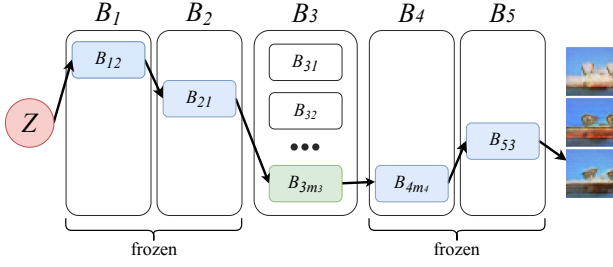 B1 B2 B3 B4 B5
B12
B31
B21
B32
Z
B53
B3m3
B4m4
frozen
frozen